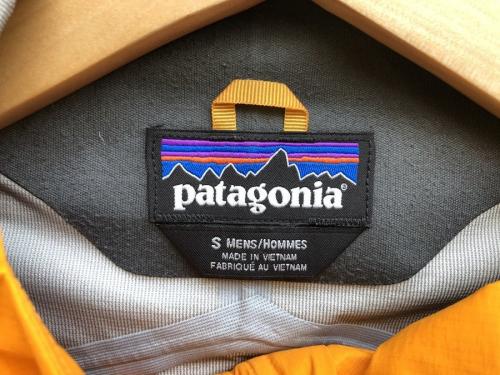 patagonia®
S MENS/HOMMES
MADE IN VIETNAM
FABRIQUÉ AU VIETNAM